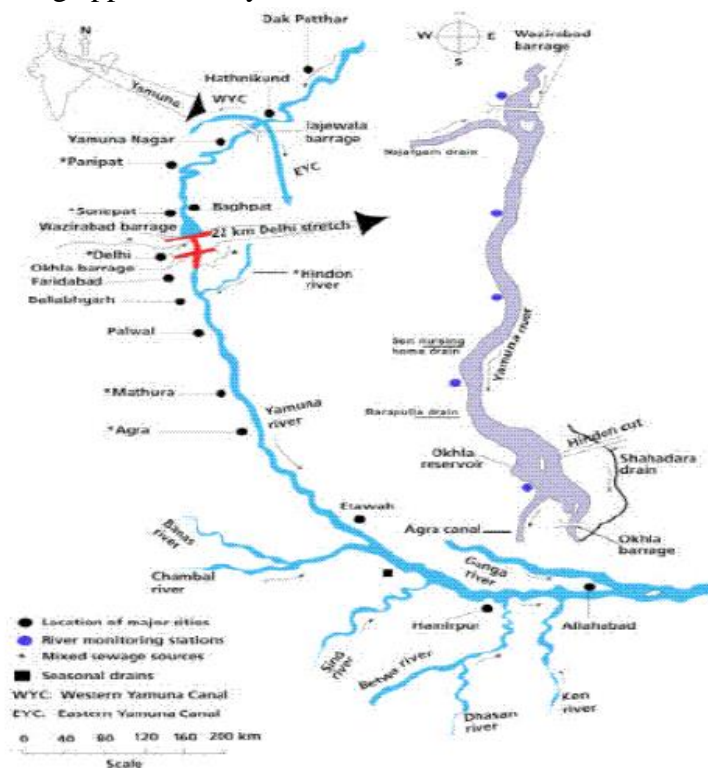 Dak Patthar
N
Hathnikund
Yamuna
WYC
Tajewala
barrage
Yamuna Nagar
*Panipat
EYC
*Sonepat
Baghpat
Wazirabad barrage
22 km Delhi stretch
*Delhi
Okhla barrage
*Hindon
river
Faridabad
Ballabhgarh
Palwal
*Mathura
Yamuna
river
*Agra
Etawah
Banas
river
Chambal
river
Ganga
river
Hamirpur
Allahabad
Sind
river
Betwa river
Dhasan
river
Ken
river
W E
S
Wazirabad
barrage
Najafgarh drain
Sen nursing
home drain
Yamuna river
Barapulla drain
Hindon cut
Okhla
reservoir
Shahadara
drain
Agra canal
Okhla
barrage
Location of major cities
River monitoring stations
* Mixed sewage sources
Seasonal drains
WYC: Western Yamuna Canal
EYC: Eastern Yamuna Canal
0 40 80 120 160 200 km
Scale